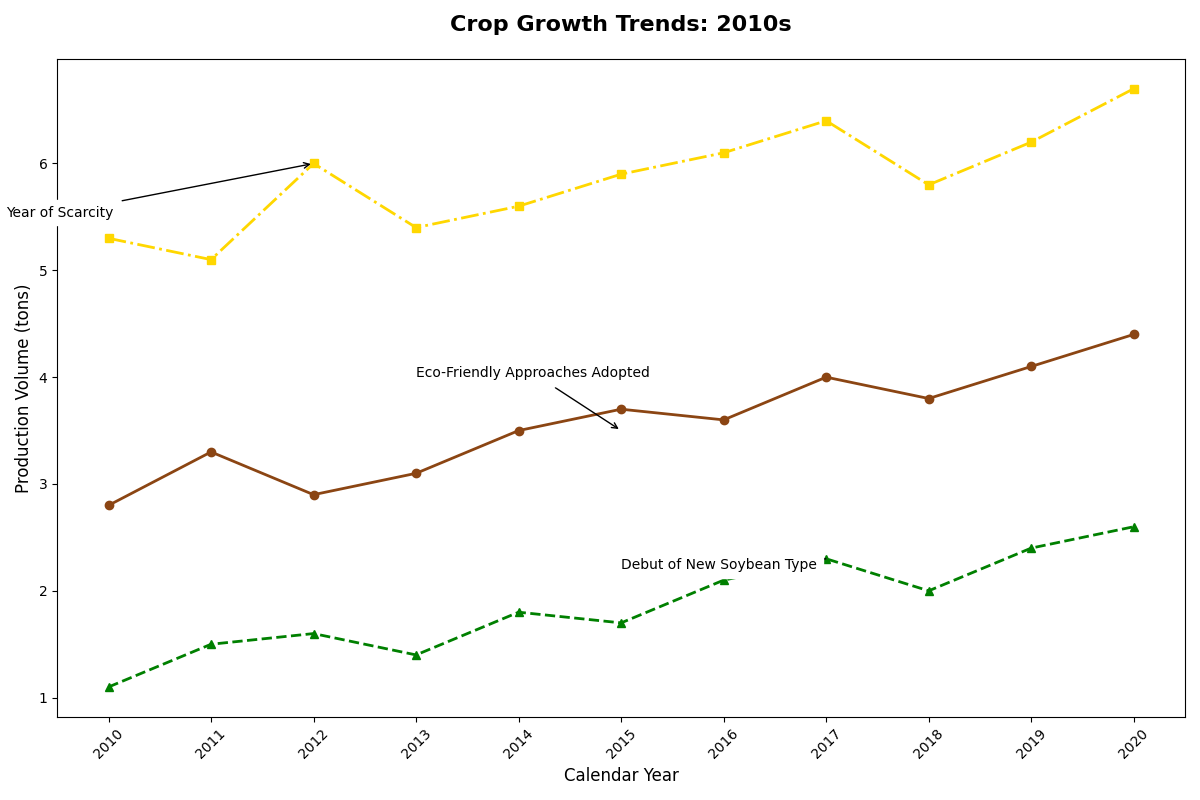 Crop Growth Trends: 2010s
Production Volume (tons)
6
5
4
3
2
1
Year of Scarcity
Eco-Friendly Approaches Adopted
Debut of New Soybean Type
2010
2011
2012
2013
2014
2015
2016
2017
2018
2019
2020
Calendar Year